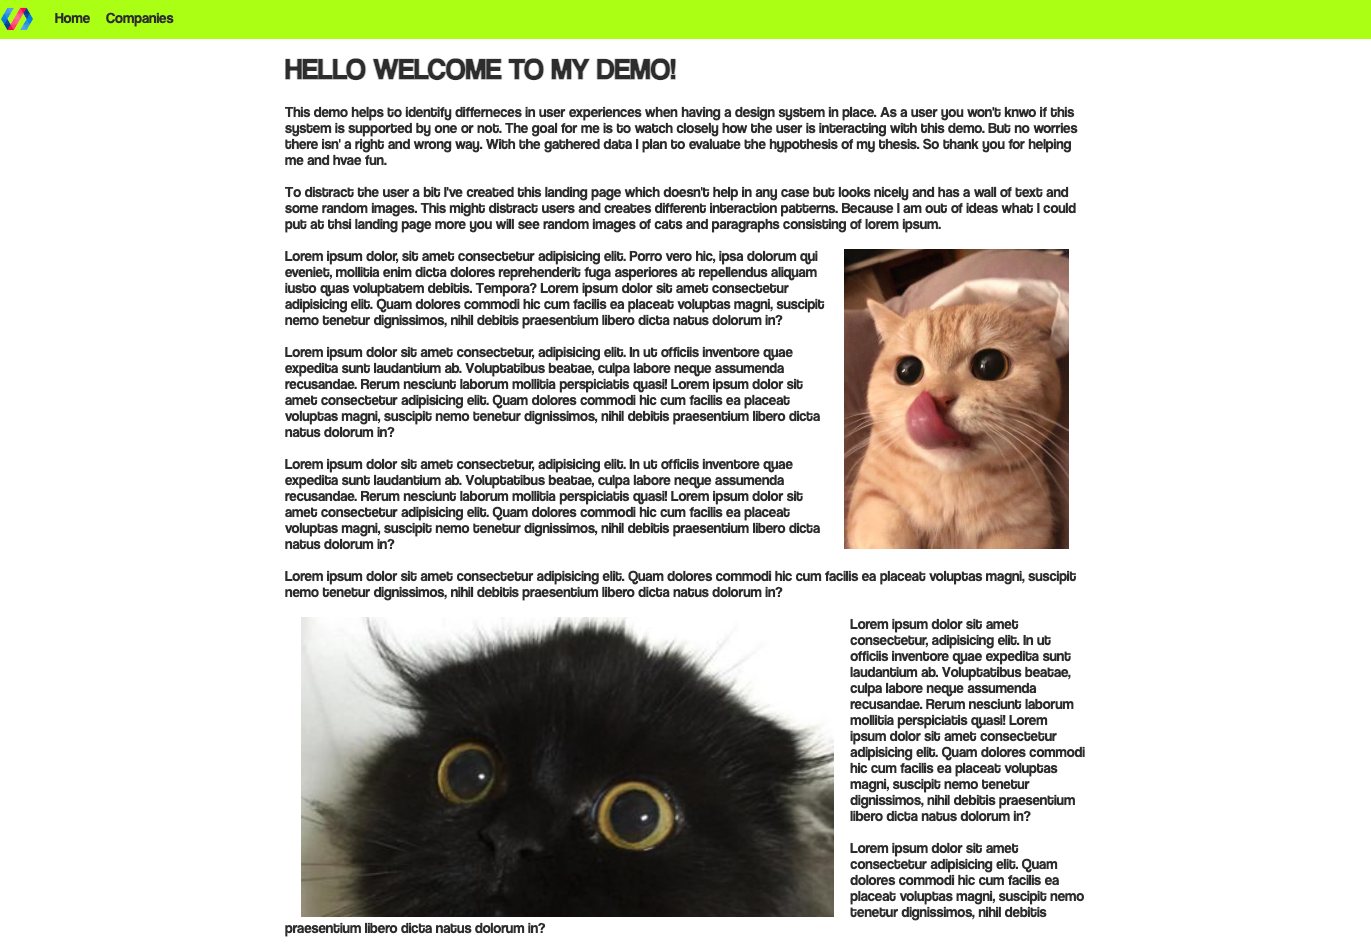 Home Companies
HELLO WELCOME TO MY DEMO!
This demo helps to identify differneces in user experiences when having a design system in place. As a user you won't knwo if this
system is supported by one or not. The goal for me is to watch closely how the user is interacting with this demo. But no worries
there isn' a right and wrong way. With the gathered data I plan to evaluate the hypothesis of my thesis. So thank you for helping
me and hvae fun.
To distract the user a bit I've created this landing page which doesn't help in any case but looks nicely and has a wall of text and
some random images. This might distract users and creates different interaction patterns. Because I am out of ideas what I could
put at thsi landing page more you will see random images of cats and paragraphs consisting of lorem ipsum.
Lorem ipsum dolor, sit amet consectetur adipisicing elit. Porro vero hic, ipsa dolorum qui
eveniet, mollitia enim dicta dolores reprehenderit fuga asperiores at repellendus aliquam
iusto quas voluptatem debitis. Tempora? Lorem ipsum dolor sit amet consectetur
adipisicing elit. Quam dolores commodi hic cum facilis ea placeat voluptas magni, suscipit
nemo tenetur dignissimos, nihil debitis praesentium libero dicta natus dolorum in?
Lorem ipsum dolor sit amet consectetur, adipisicing elit. In ut officiis inventore quae
expedita sunt laudantium ab. Voluptatibus beatae, culpa labore neque assumenda
recusandae. Rerum nesciunt laborum mollitia perspiciatis quasi! Lorem ipsum dolor sit
amet consectetur adipisicing elit. Quam dolores commodi hic cum facilis ea placeat
voluptas magni, suscipit nemo tenetur dignissimos, nihil debitis praesentium libero dicta
natus dolorum in?
Lorem ipsum dolor sit amet consectetur, adipisicing elit. In ut officiis inventore quae
expedita sunt laudantium ab. Voluptatibus beatae, culpa labore neque assumenda
recusandae. Rerum nesciunt laborum mollitia perspiciatis quasi! Lorem ipsum dolor sit
amet consectetur adipisicing elit. Quam dolores commodi hic cum facilis ea placeat
voluptas magni, suscipit nemo tenetur dignissimos, nihil debitis praesentium libero dicta
natus dolorum in?
Lorem ipsum dolor sit amet consectetur adipisicing elit. Quam dolores commodi hic cum facilis ea placeat voluptas magni, suscipit
nemo tenetur dignissimos, nihil debitis praesentium libero dicta natus dolorum in?
Lorem ipsum dolor sit amet
consectetur, adipisicing elit. In ut
officiis inventore quae expedita sunt
laudantium ab. Voluptatibus beatae,
culpa labore neque assumenda
recusandae. Rerum nesciunt laborum
mollitia perspiciatis quasi! Lorem
ipsum dolor sit amet consectetur
adipisicing elit. Quam dolores commodi
hic cum facilis ea placeat voluptas
magni, suscipit nemo tenetur
dignissimos, nihil debitis praesentium
libero dicta natus dolorum in?
Lorem ipsum dolor sit amet
consectetur adipisicing elit. Quam
dolores commodi hic cum facilis ea
placeat voluptas magni, suscipit nemo
tenetur dignissimos, nihil debitis
praesentium libero dicta natus dolorum in?